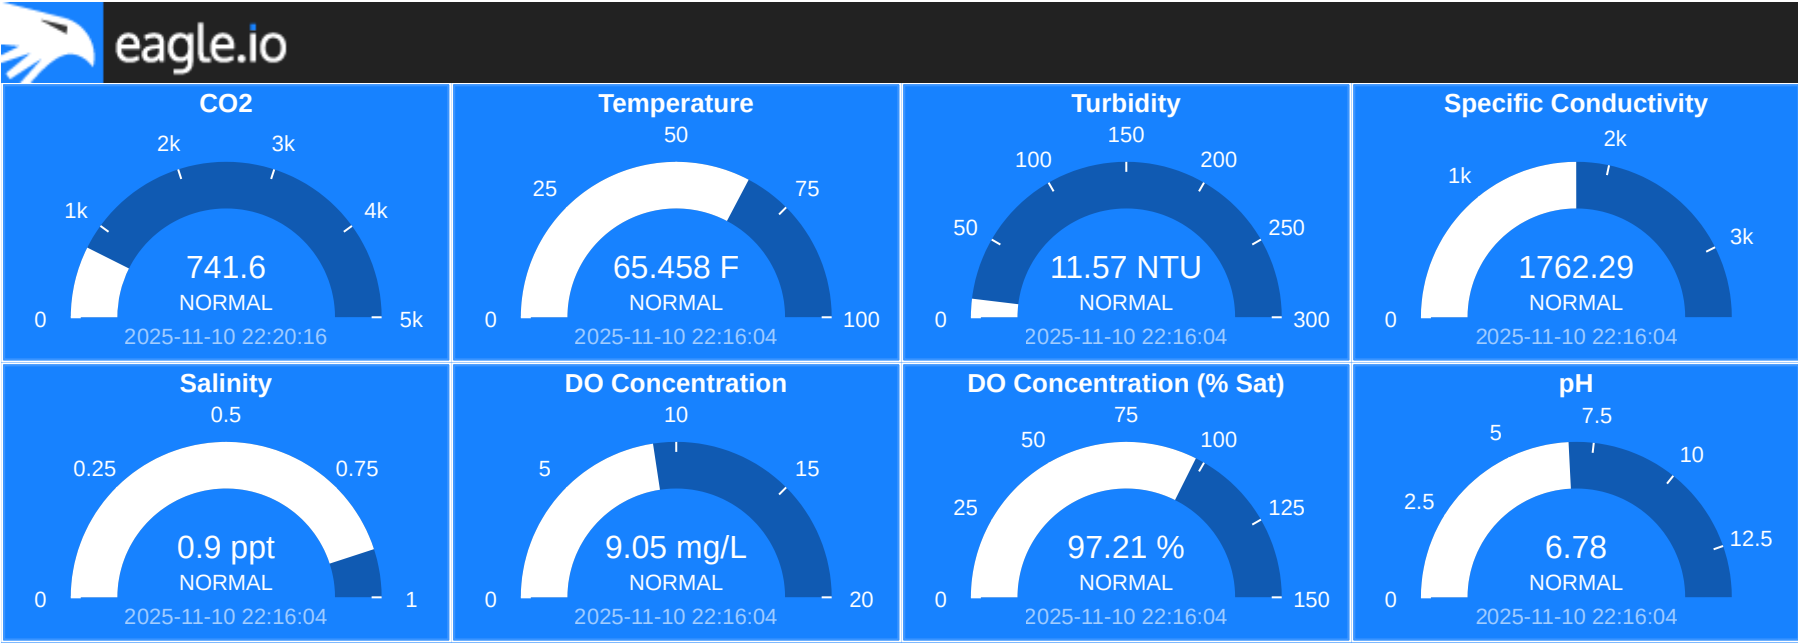 eagle.io
CO2
0
1k
2k
3k
4k
5k
741.6
NORMAL
2025-11-10 22:20:16
Temperature
0
25
50
75
100
65.458 F
NORMAL
2025-11-10 22:16:04
Turbidity
0
50
100
150
200
250
300
11.57 NTU
NORMAL
2025-11-10 22:16:04
Specific Conductivity
0
1k
2k
3k
1762.29
NORMAL
2025-11-10 22:16:04
Salinity
0
0.25
0.5
0.75
1
0.9 ppt
NORMAL
2025-11-10 22:16:04
DO Concentration
0
5
10
15
20
9.05 mg/L
NORMAL
2025-11-10 22:16:04
DO Concentration (% Sat)
0
25
50
75
100
125
150
97.21 %
NORMAL
2025-11-10 22:16:04
pH
0
2.5
5
7.5
10
12.5
6.78
NORMAL
2025-11-10 22:16:04